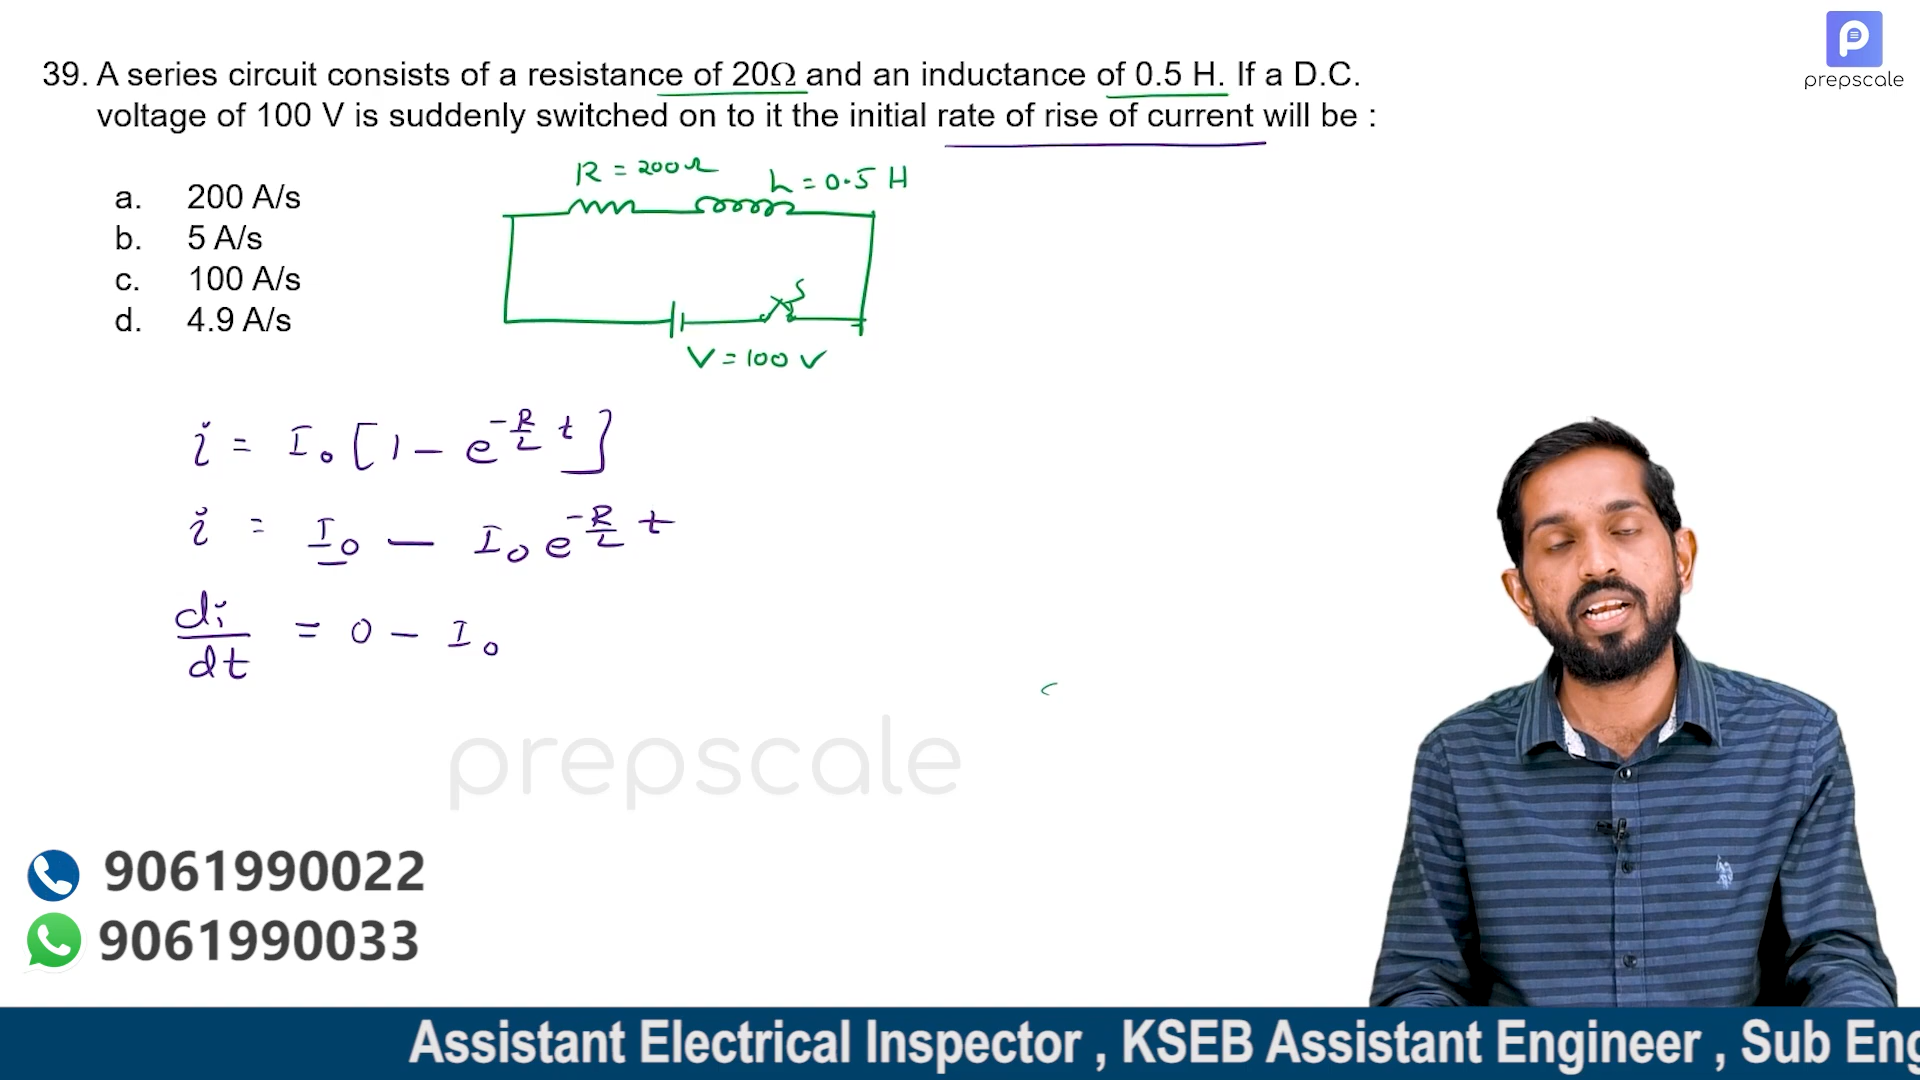 39. A series circuit consists of a resistance of 20Ω and an inductance of 0.5 H. If a D.C.
voltage of 100 V is suddenly switched on to it the initial rate of rise of current will be :
prepscale
a. 200 A/s
b. 5 A/s
c. 100 A/s
d. 4.9 A/s
R = 200Ω
L = 0.5 H
S
V = 100 V
i = I₀ [1 - e^(-R/L t)]
i = I₀ - I₀ e^(-R/L t)
di/dt = 0 - I₀
prepscale
9061990022
9061990033
Assistant Electrical Inspector , KSEB Assistant Engineer , Sub Eng